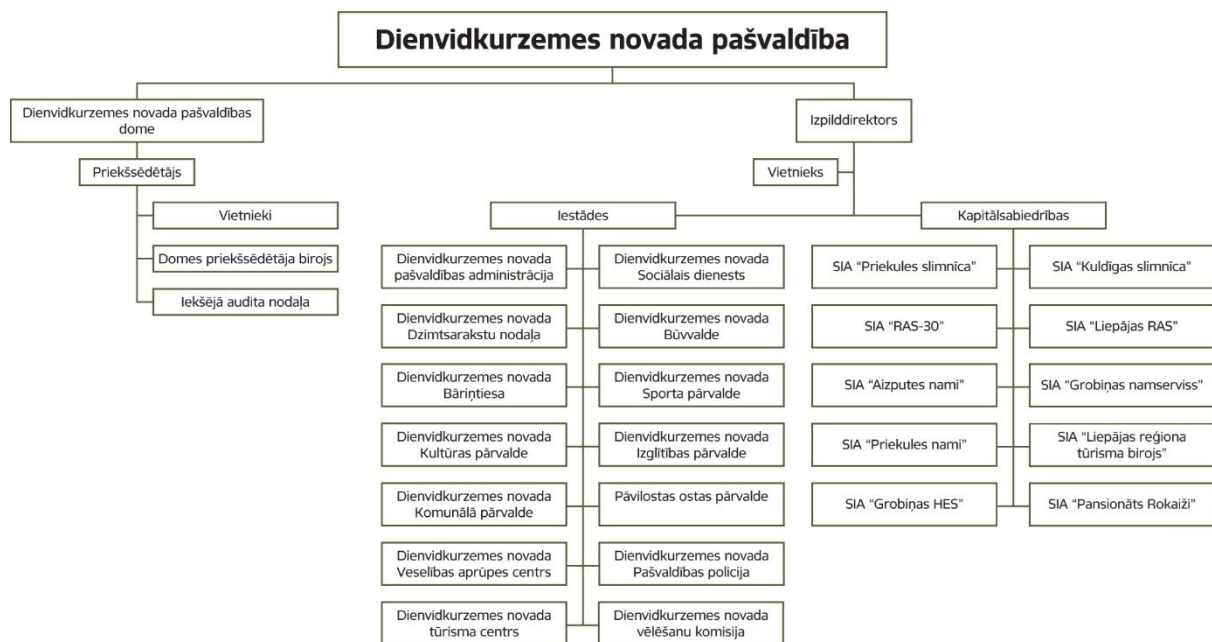 Dienvidkurzemes novada pašvaldība
Dienvidkurzemes novada pašvaldības
dome
Izpilddirektors
Priekšsēdētājs
Vietnieks
Vietnieki
Iestādes
Kapitālsabiedrības
Domes priekšsēdētāja birojs
Iekšējā audita nodaļa
Dienvidkurzemes novada
pašvaldības administrācija
Dienvidkurzemes novada
Sociālais dienests
Dienvidkurzemes novada
Dzimtsarakstu nodaļa
Dienvidkurzemes novada
Būvvalde
Dienvidkurzemes novada
Bāriņtiesa
Dienvidkurzemes novada
Sporta pārvalde
Dienvidkurzemes novada
Kultūras pārvalde
Dienvidkurzemes novada
Izglītības pārvalde
Dienvidkurzemes novada
Komunālā pārvalde
Pāvilostas ostas pārvalde
Dienvidkurzemes novada
Veselības aprūpes centrs
Dienvidkurzemes novada
Pašvaldības policija
Dienvidkurzemes novada
tūrisma centrs
Dienvidkurzemes novada
vēlēšanu komisija
SIA “Priekules slimnīca”
SIA “Kuldīgas slimnīca”
SIA “RAS-30”
SIA “Liepājas RAS”
SIA “Aizputes nami”
SIA “Grobiņas namserviss”
SIA “Priekules nami”
SIA “Liepājas reģiona
tūrisma birojs”
SIA “Grobiņas HES”
SIA “Pansionāts Rokaiži”